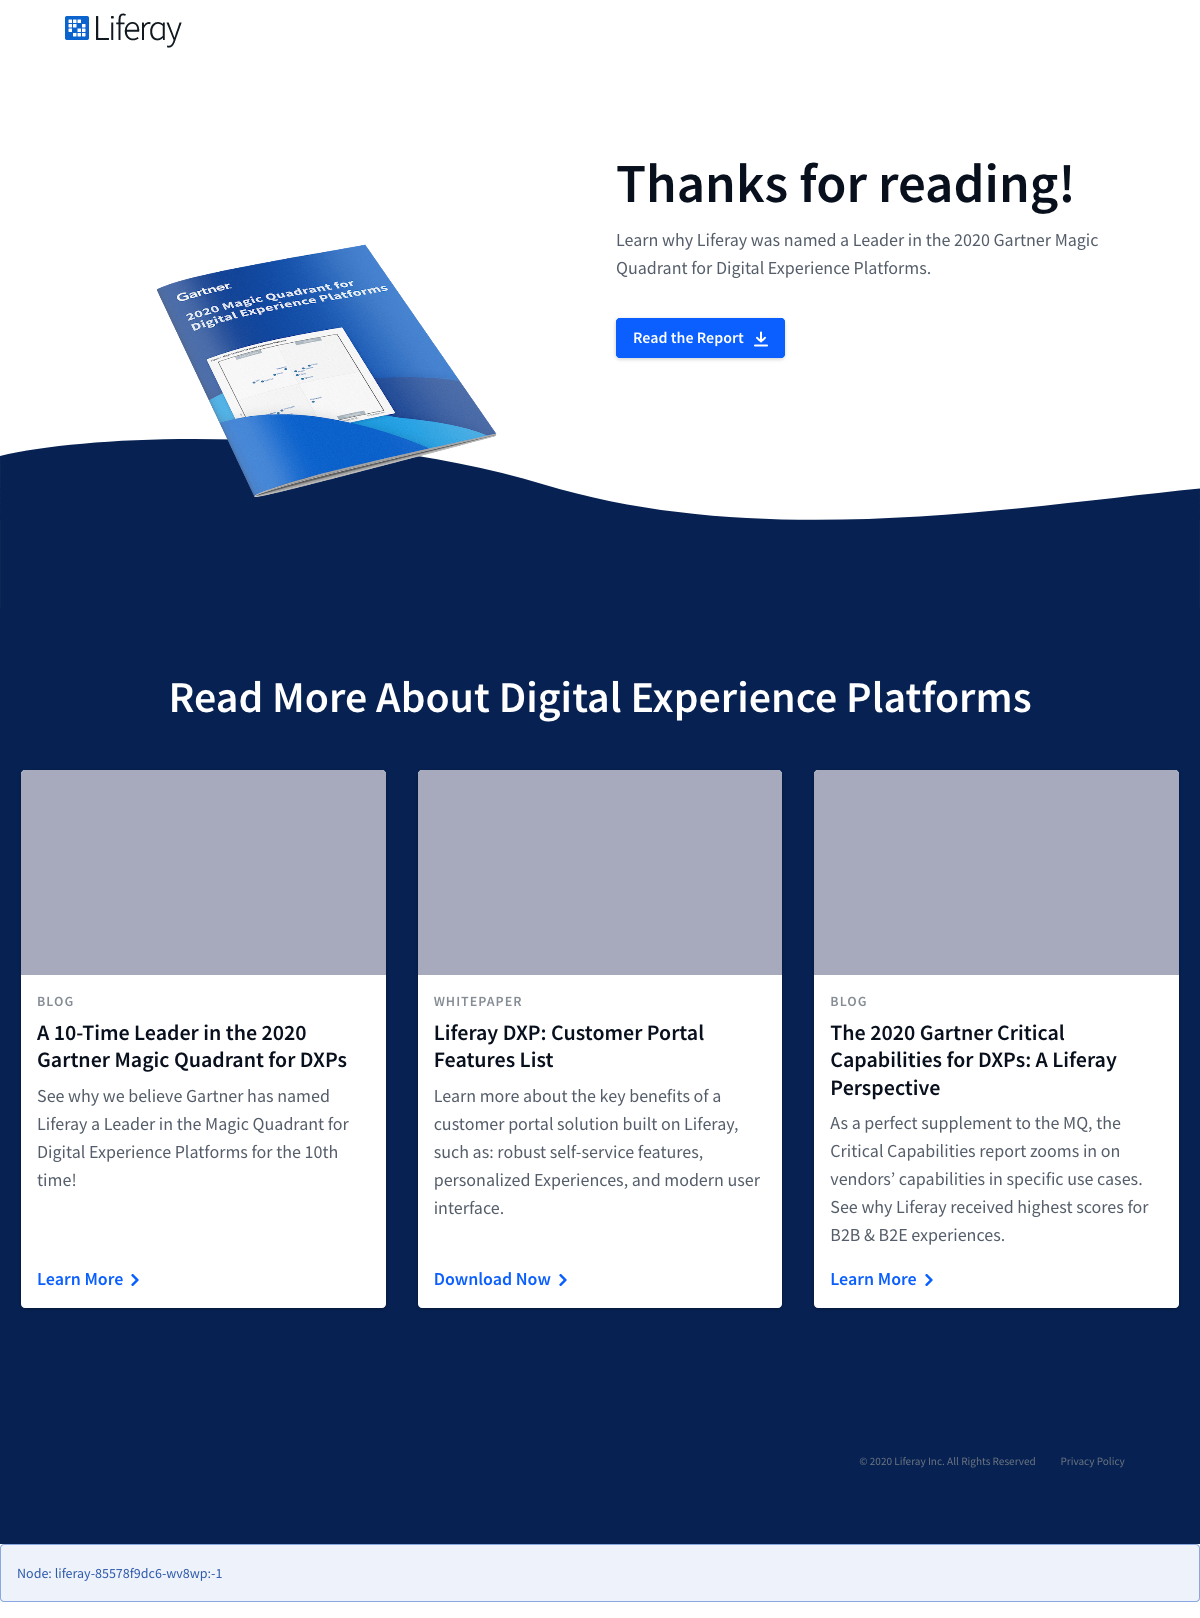 Liferay
Thanks for reading!
Learn why Liferay was named a Leader in the 2020 Gartner Magic
Quadrant for Digital Experience Platforms.
Gartner
2020 Magic Quadrant for
Digital Experience Platforms
Read the Report
Read More About Digital Experience Platforms
BLOG
A 10-Time Leader in the 2020
Gartner Magic Quadrant for DXPs
See why we believe Gartner has named
Liferay a Leader in the Magic Quadrant for
Digital Experience Platforms for the 10th
time!
Learn More
WHITEPAPER
Liferay DXP: Customer Portal
Features List
Learn more about the key benefits of a
customer portal solution built on Liferay,
such as: robust self-service features,
personalized Experiences, and modern user
interface.
Download Now
BLOG
The 2020 Gartner Critical
Capabilities for DXPs: A Liferay
Perspective
As a perfect supplement to the MQ, the
Critical Capabilities report zooms in on
vendors’ capabilities in specific use cases.
See why Liferay received highest scores for
B2B & B2E experiences.
Learn More
© 2020 Liferay Inc. All Rights Reserved
Privacy Policy
Node: liferay-85578f9dc6-wv8wp:-1